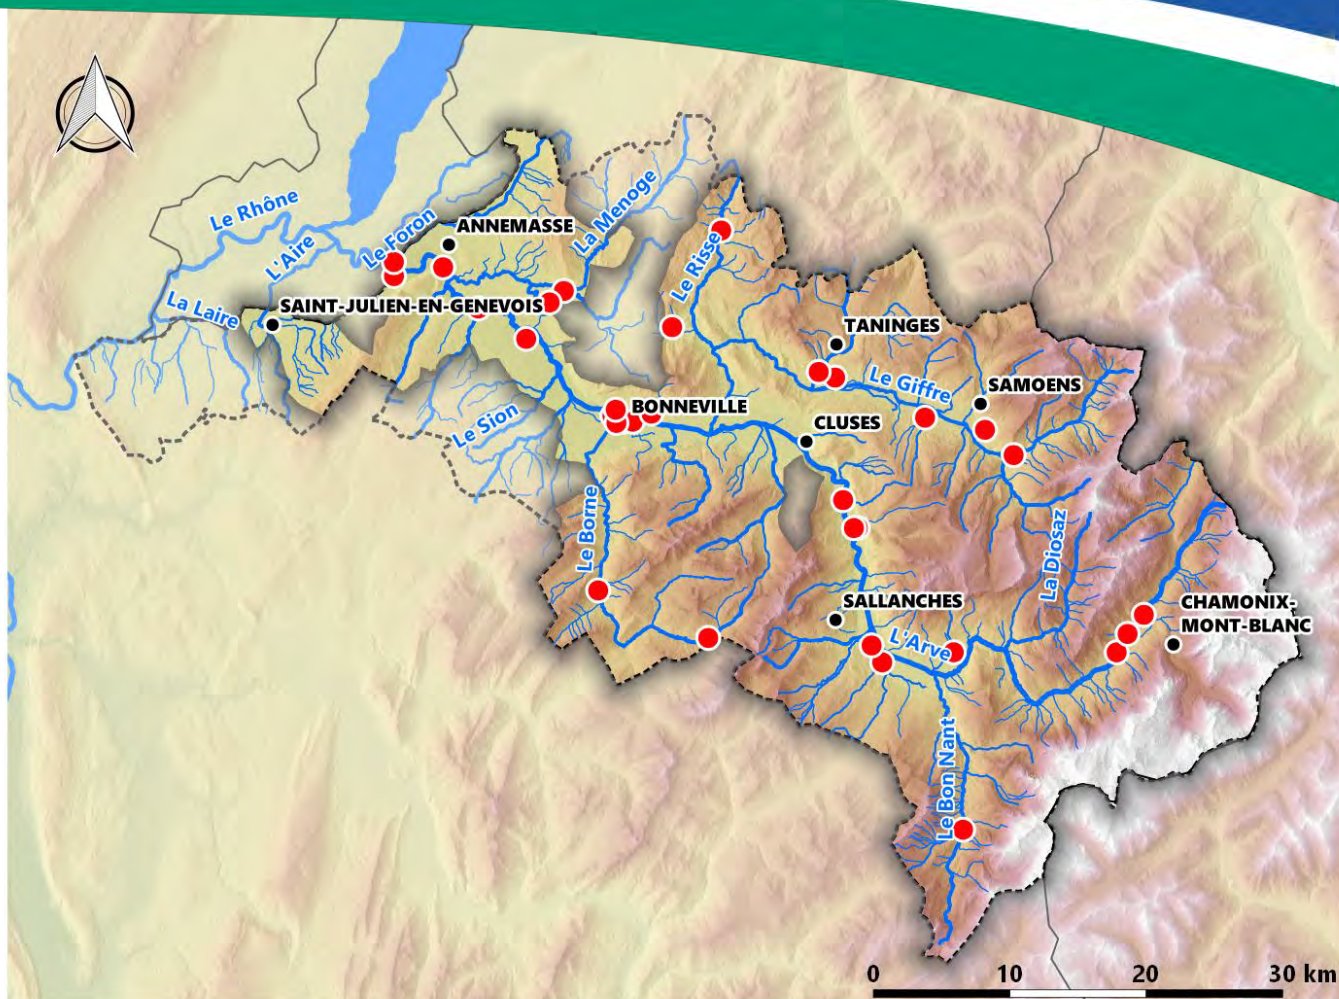 Le Rhône
L'Aire
Le Foron
ANNEMASSE
La Menoge
Le Risse
La Laire
SAINT-JULIEN-EN-GENEVOIS
TANINGES
Le Giffre
SAMOENS
Le Sion
BONNEVILLE
CLUSES
Le Borne
La Diosaz
SALLANCHES
L'Arve
CHAMONIX-
MONT-BLANC
Le Bon Nant
0 10 20 30 km